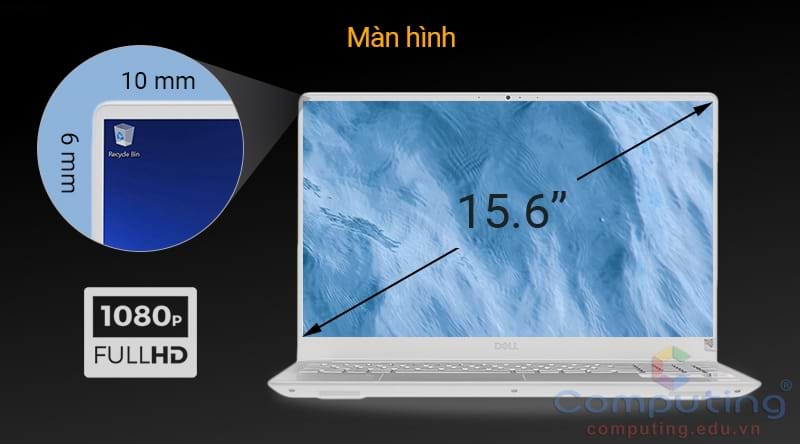 Màn hình
10 mm
6 mm
Recycle Bin
15.6”
1080P
FULLHD
DELL
Computing®
computing.edu.vn